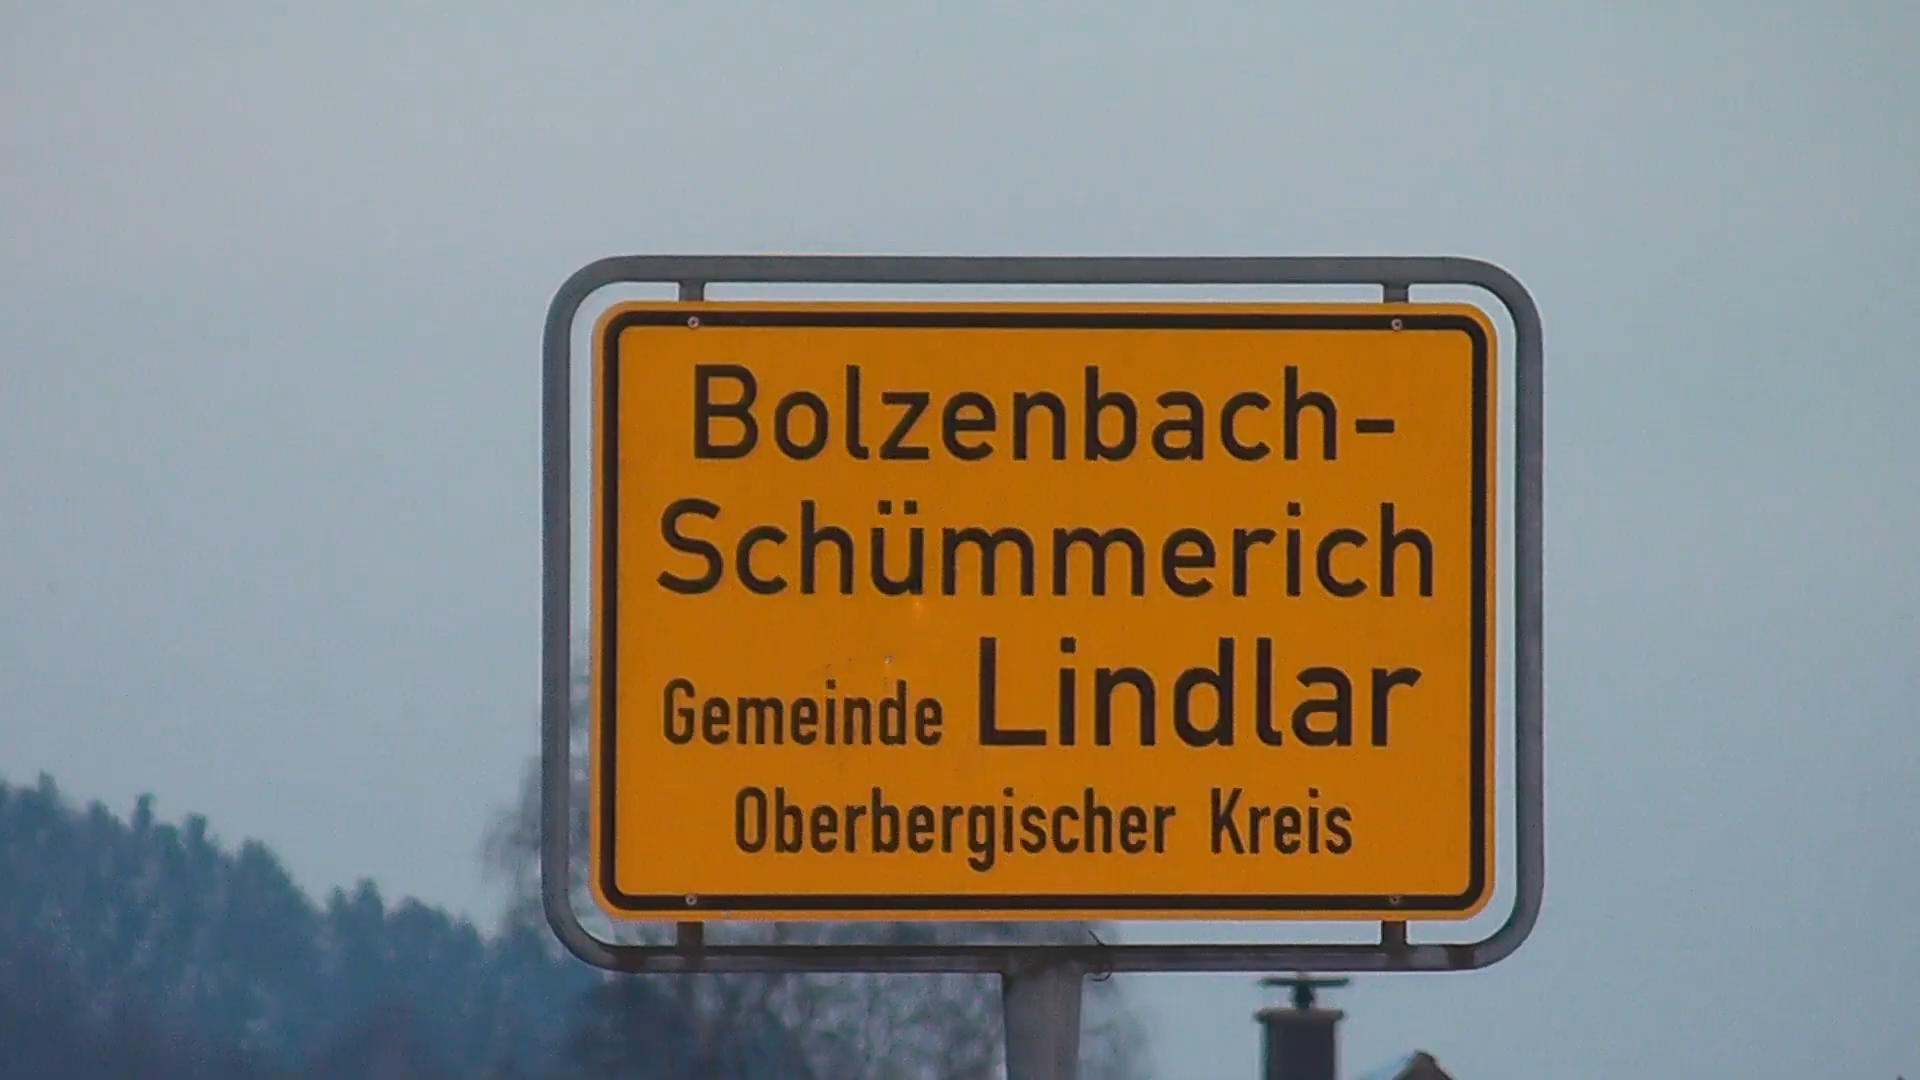 Bolzenbach-
Schümmerich
Gemeinde Lindlar
Oberbergischer Kreis